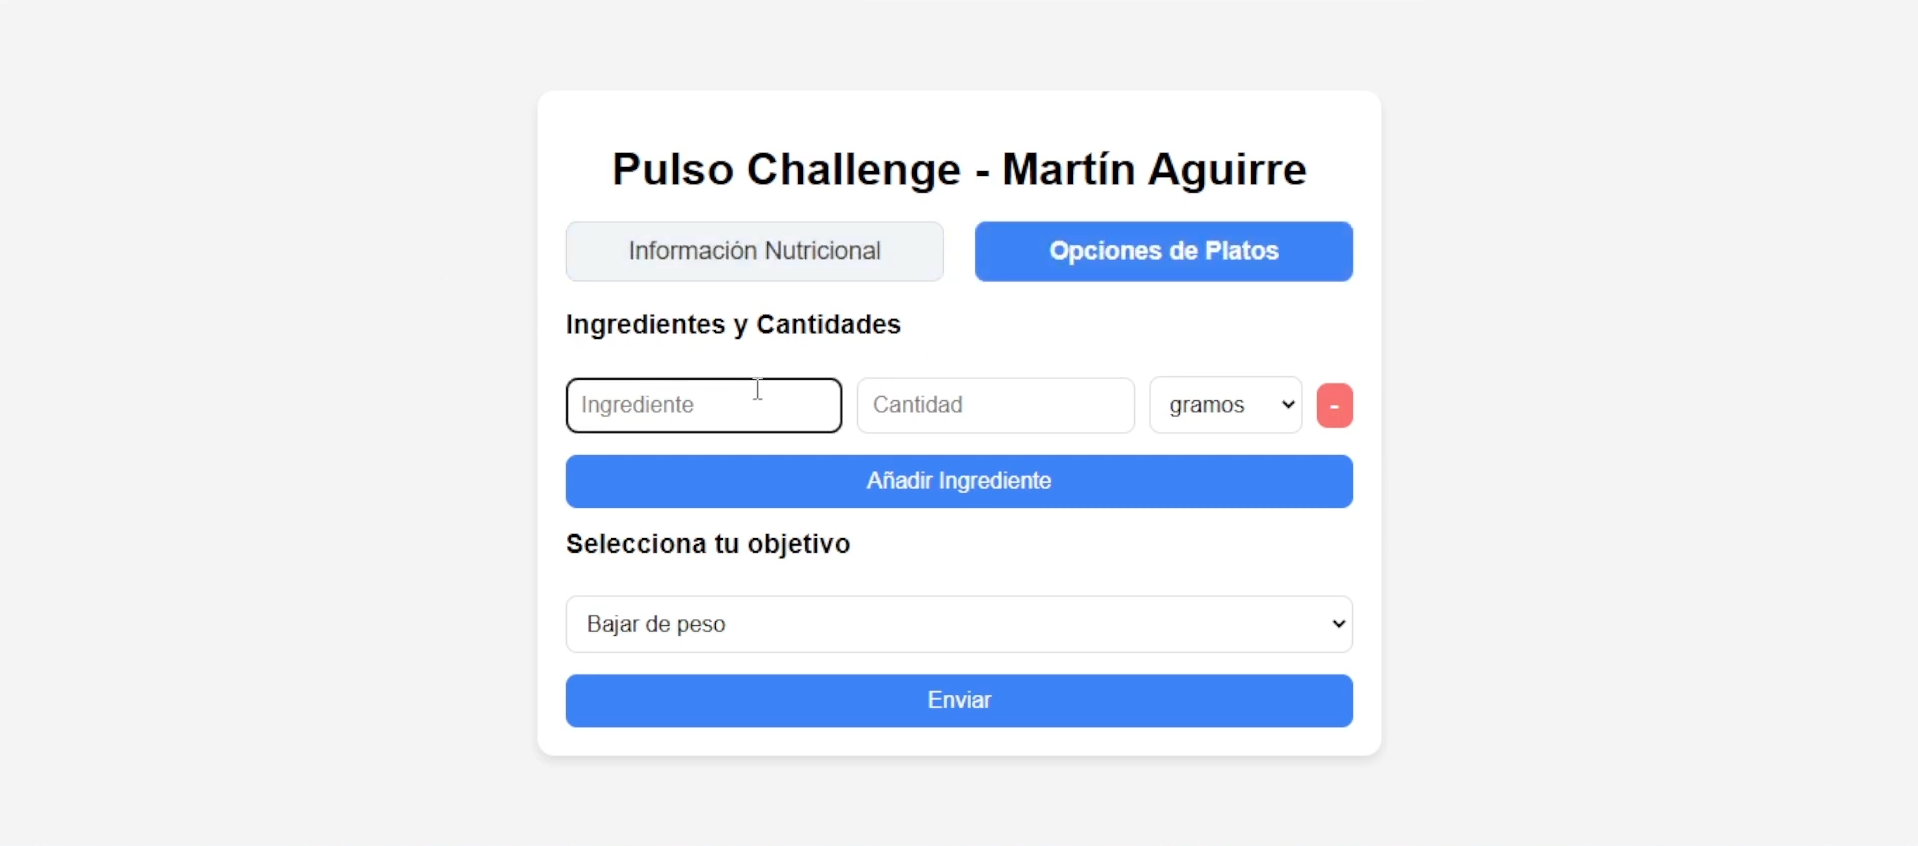 Pulso Challenge - Martín Aguirre
Información Nutricional
Opciones de Platos
Ingredientes y Cantidades
Ingrediente
Cantidad
gramos
-
Añadir Ingrediente
Selecciona tu objetivo
Bajar de peso
Enviar